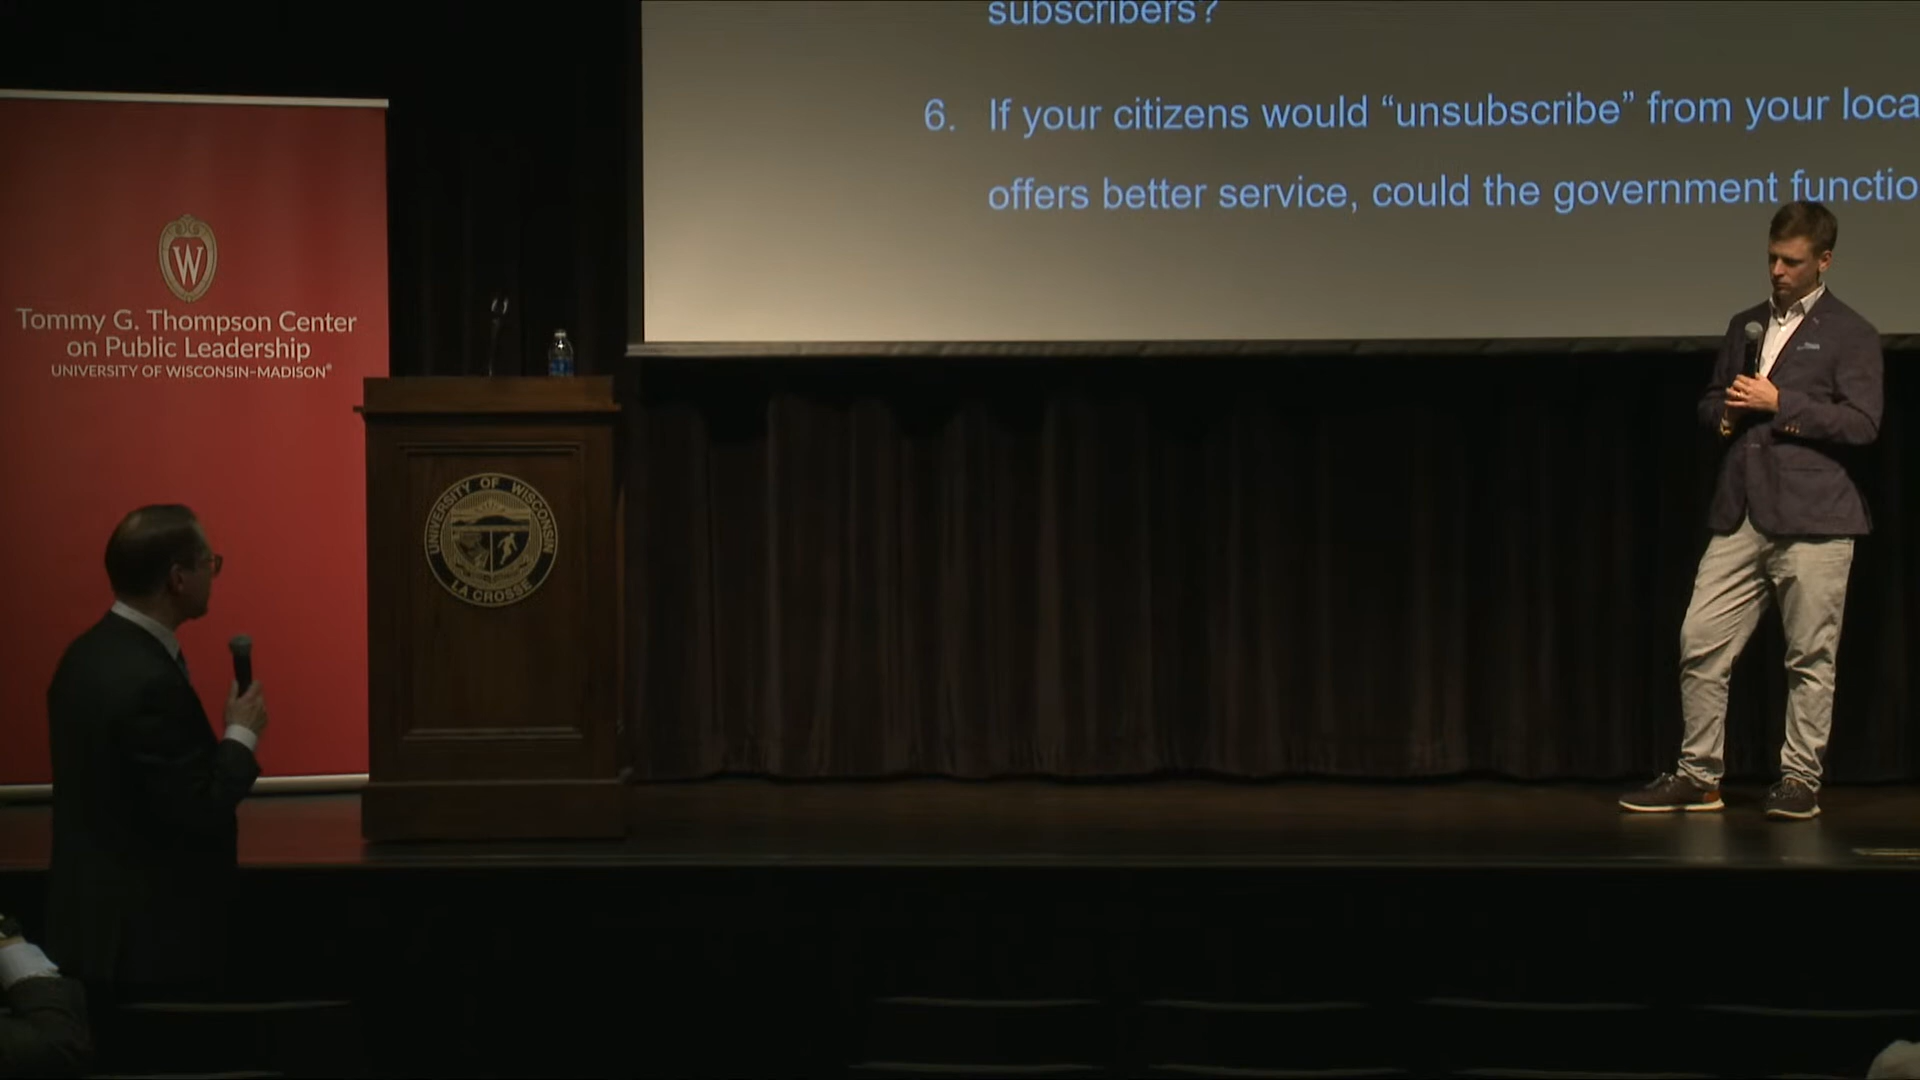 subscribers?
6. If your citizens would “unsubscribe” from your loca
offers better service, could the government functio
W
Tommy G. Thompson Center
on Public Leadership
UNIVERSITY OF WISCONSIN–MADISON®
UNIVERSITY OF WISCONSIN
LA CROSSE